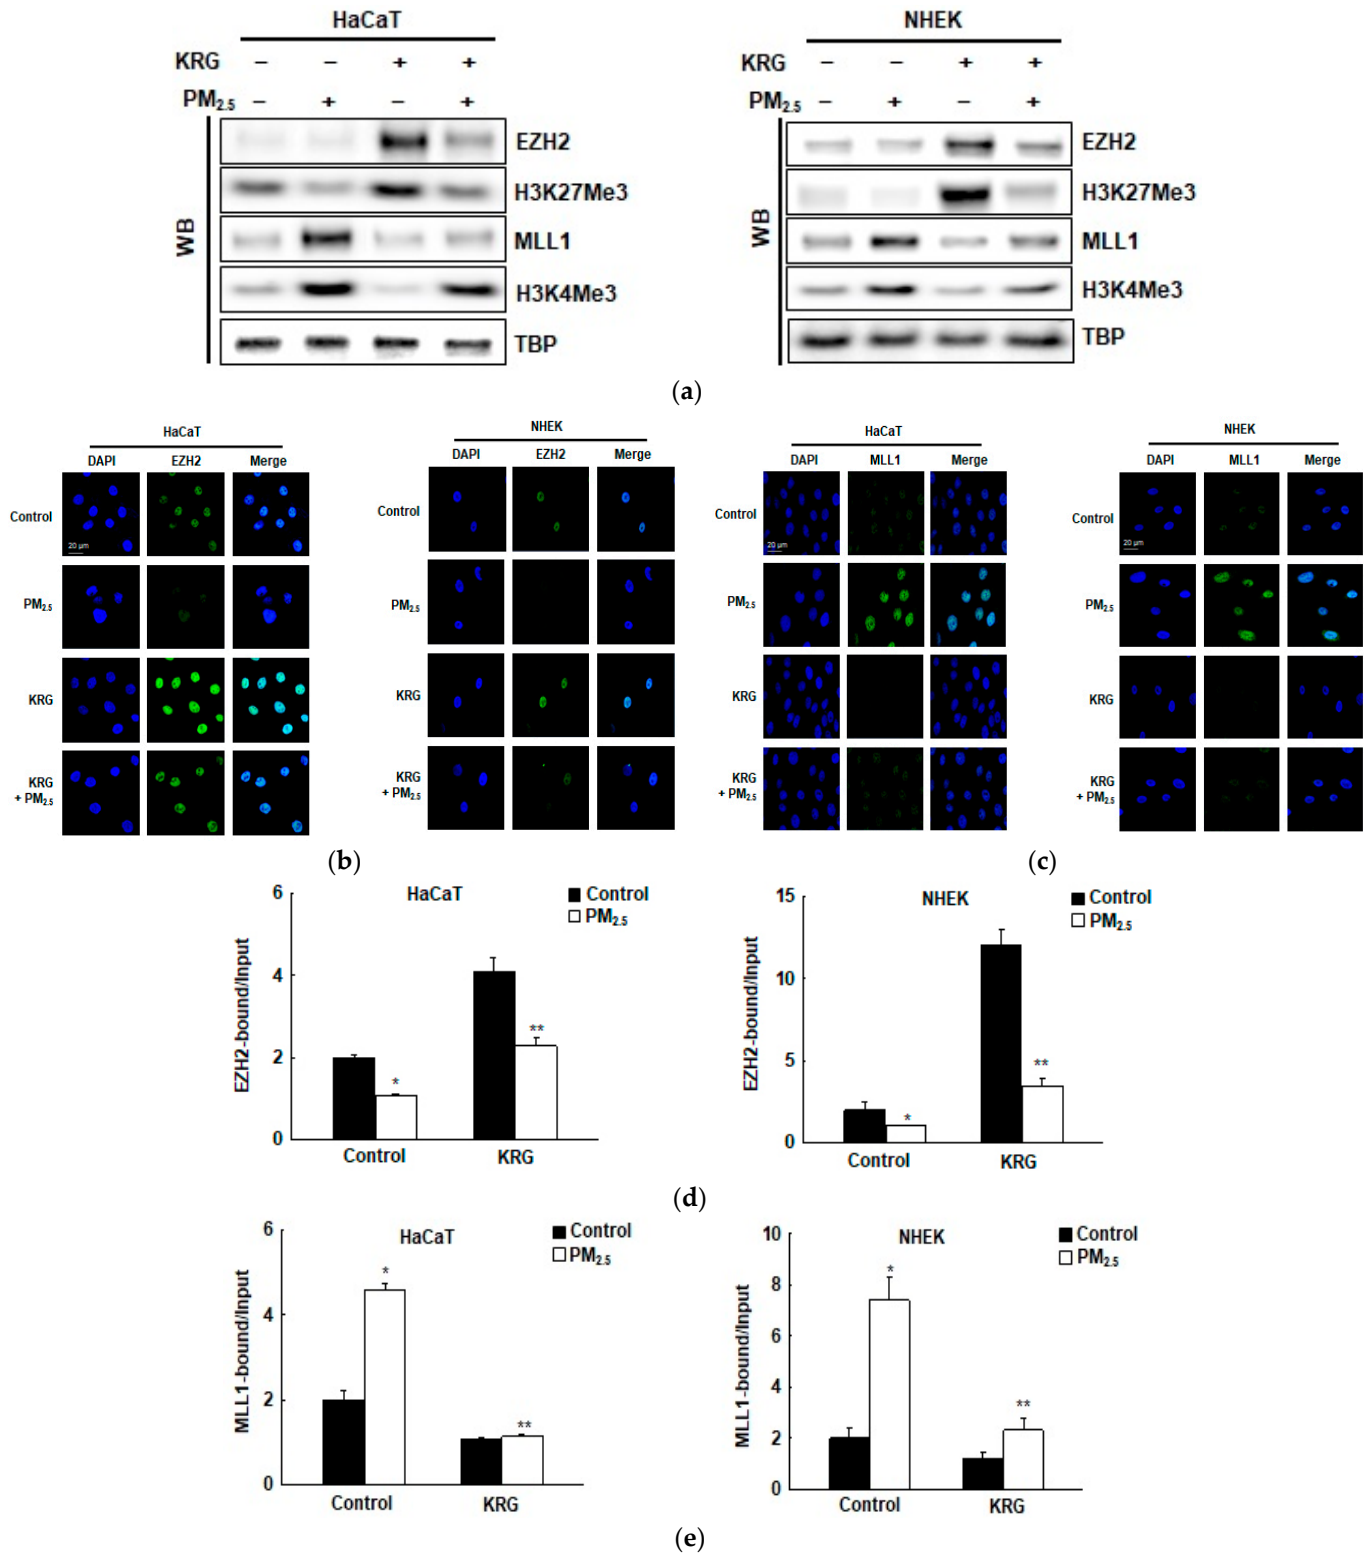 HaCaT
KRG − − + +
PM2.5 − + − +
WB
EZH2
H3K27Me3
MLL1
H3K4Me3
TBP
NHEK
KRG − − + +
PM2.5 − + − +
WB
EZH2
H3K27Me3
MLL1
H3K4Me3
TBP
(a)
HaCaT
DAPI EZH2 Merge
Control
20 µm
PM2.5
KRG
KRG
+ PM2.5
NHEK
DAPI EZH2 Merge
Control
PM2.5
KRG
KRG
+ PM2.5
(b)
HaCaT
DAPI MLL1 Merge
Control
20 µm
PM2.5
KRG
KRG
+ PM2.5
NHEK
DAPI MLL1 Merge
Control
20 µm
PM2.5
KRG
KRG
+ PM2.5
(c)
HaCaT
Control
PM2.5
EZH2-bound/Input
6
4
2
0
*
**
Control KRG
NHEK
Control
PM2.5
EZH2-bound/Input
15
10
5
0
*
**
Control KRG
(d)
HaCaT
Control
PM2.5
MLL1-bound/Input
6
4
2
0
*
**
Control KRG
NHEK
Control
PM2.5
MLL1-bound/Input
10
8
6
4
2
0
*
**
Control KRG
(e)